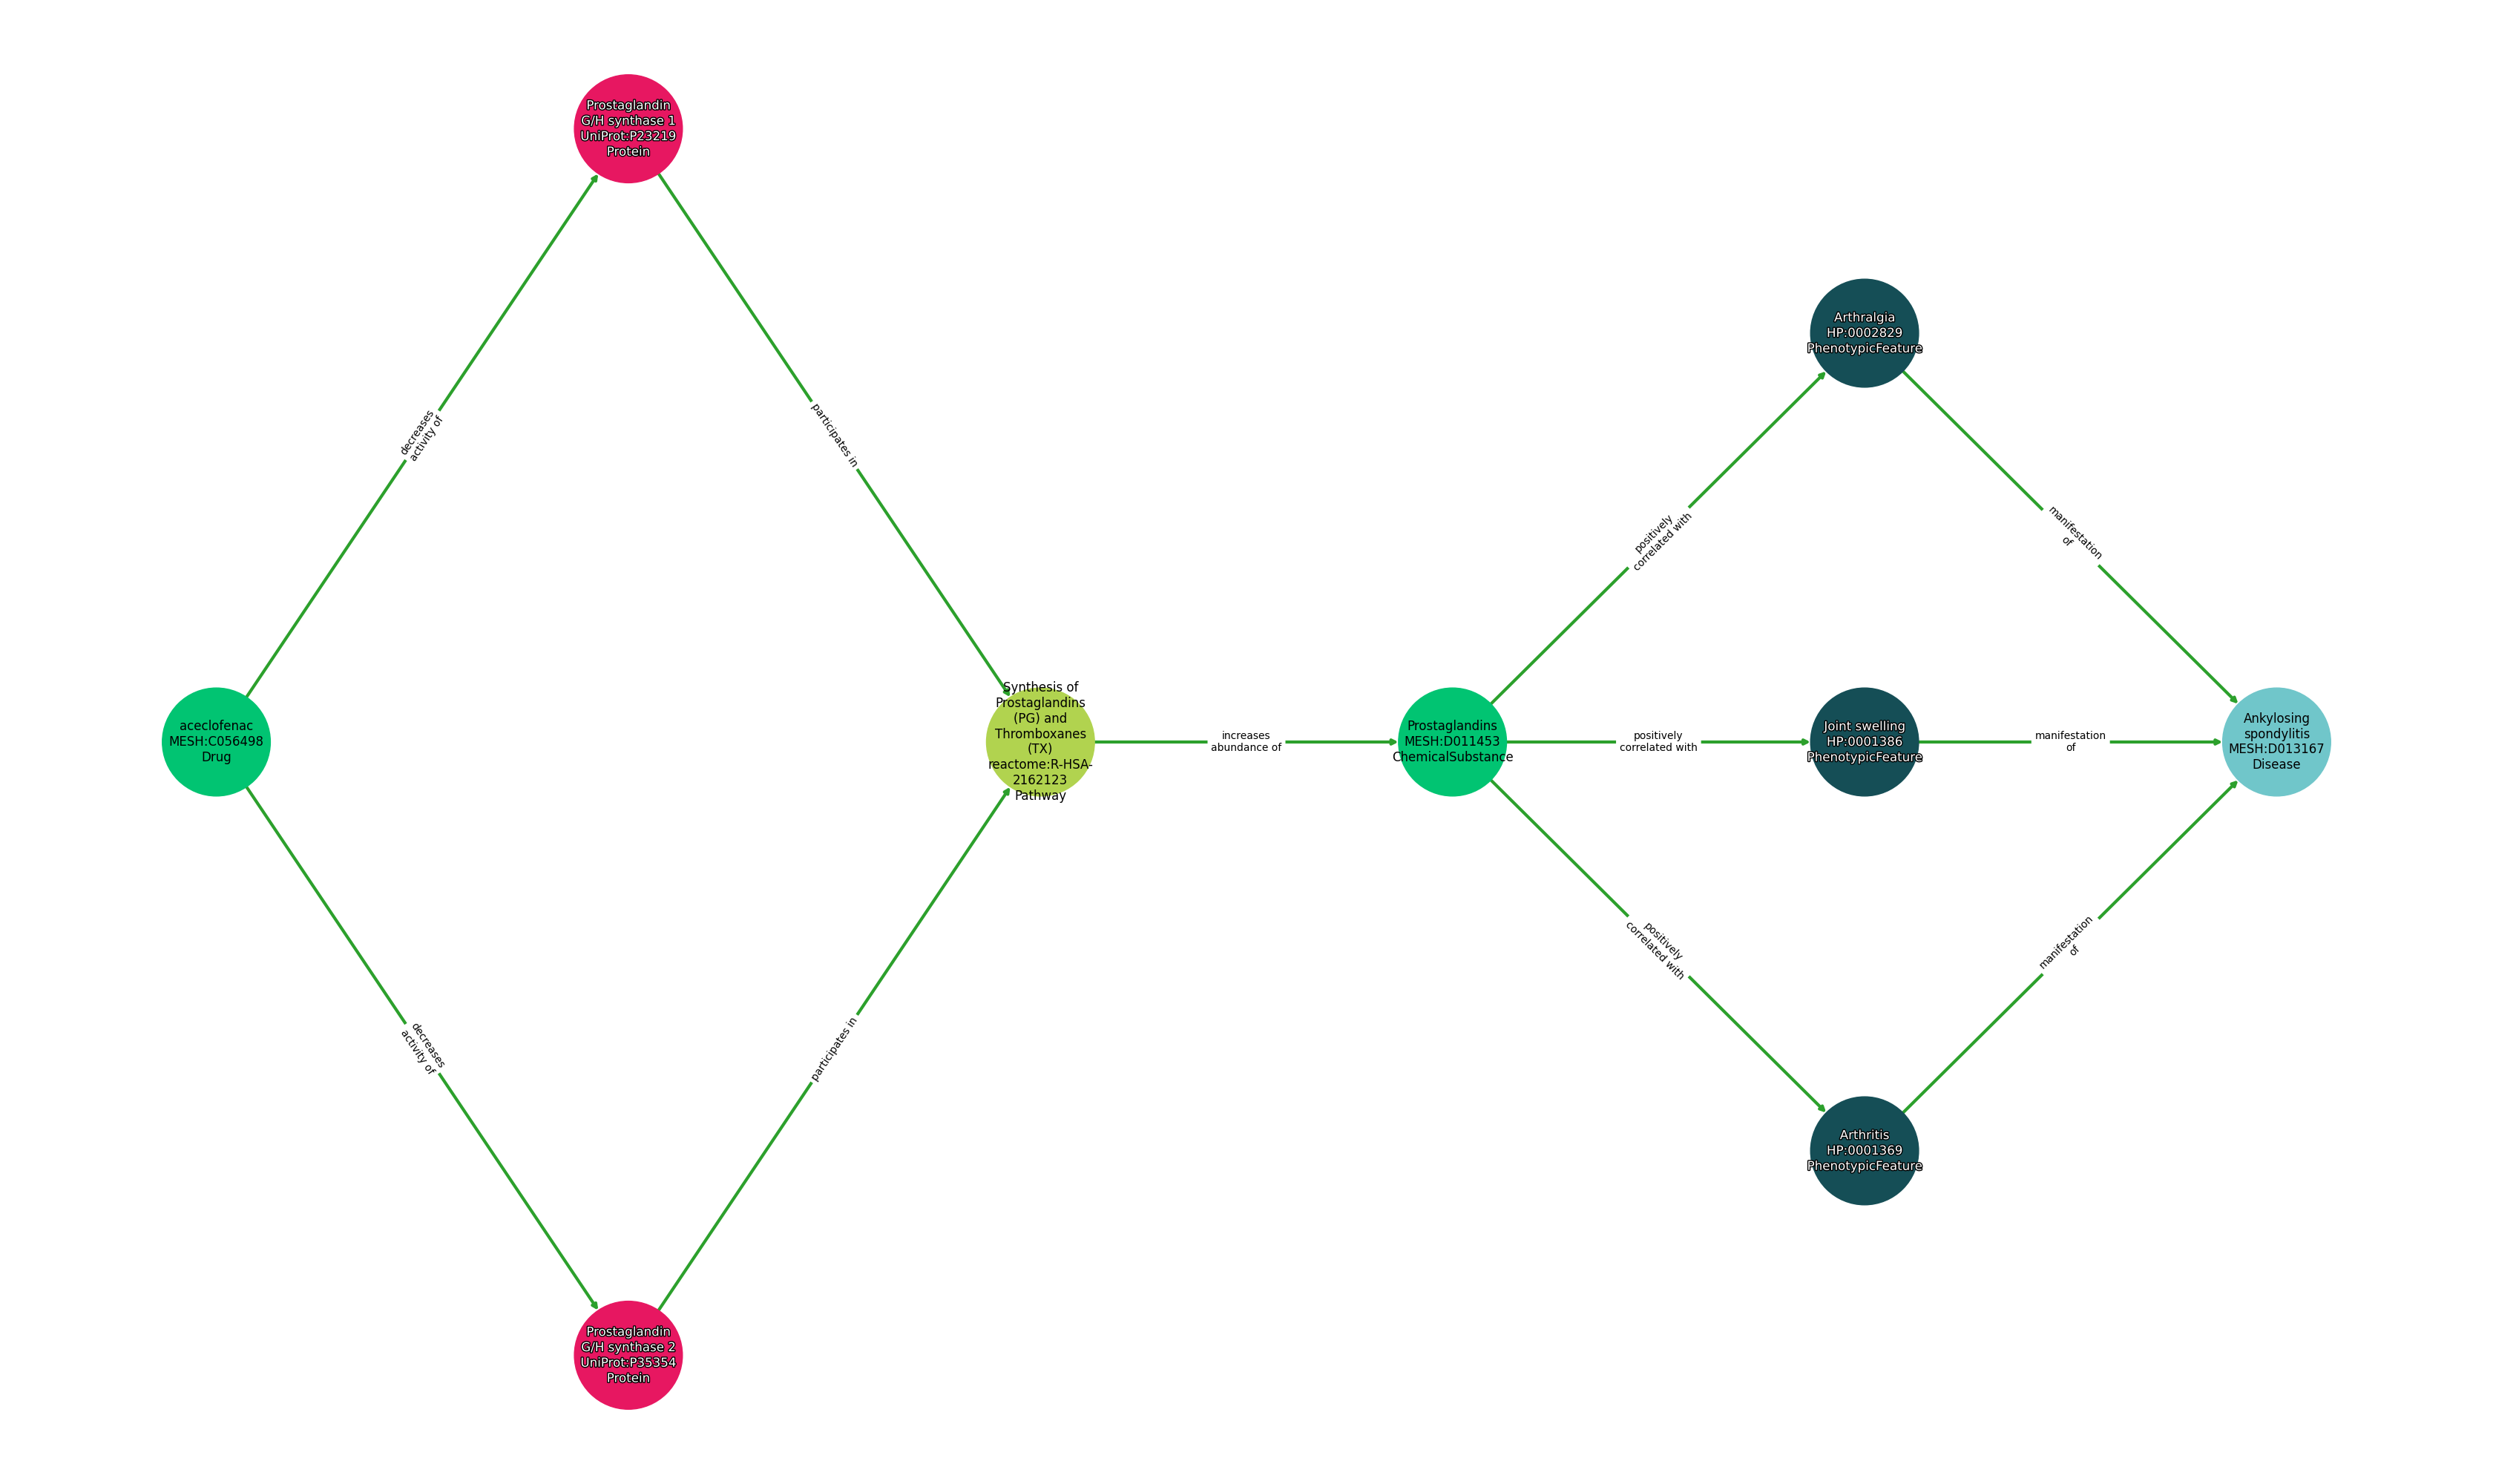 Prostaglandin
G/H synthase 1
UniProt:P23219
Protein
decreases
activity of
participates in
aceclofenac
MESH:C056498
Drug
decreases
activity of
Prostaglandin
G/H synthase 2
UniProt:P35354
Protein
participates in
Synthesis of
Prostaglandins
(PG) and
Thromboxanes
(TX)
reactome:R-HSA-
2162123
Pathway
increases
abundance of
Prostaglandins
MESH:D011453
ChemicalSubstance
positively
correlated with
Arthralgia
HP:0002829
PhenotypicFeature
manifestation
of
positively
correlated with
Joint swelling
HP:0001386
PhenotypicFeature
manifestation
of
positively
correlated with
Arthritis
HP:0001369
PhenotypicFeature
manifestation
of
Ankylosing
spondylitis
MESH:D013167
Disease